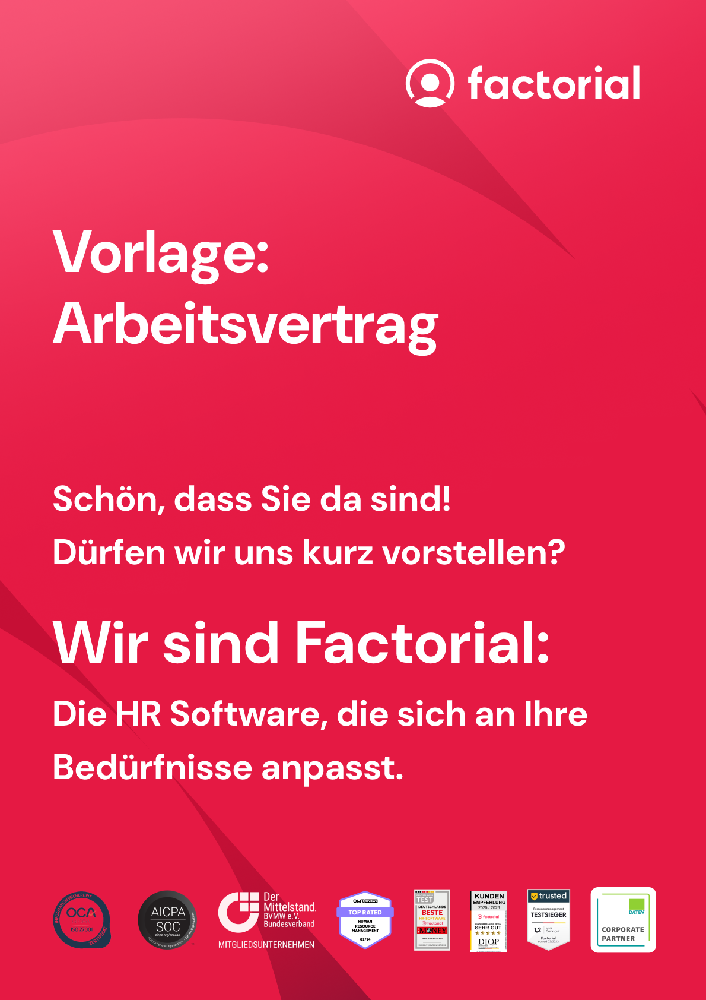 factorial
Vorlage:
Arbeitsvertrag
Schön, dass Sie da sind!
Dürfen wir uns kurz vorstellen?
Wir sind Factorial:
Die HR Software, die sich an Ihre
Bedürfnisse anpasst.
INFORMATIONSSICHERHEIT
OCA
ISO 27001
ZERTIFIKAT
AICPA
SOC
aicpa.org/soc4so
SOC for Service Organizations | Service Organizations
Der
Mittelstand.
BVMW e.V.
Bundesverband
MITGLIEDSUNTERNEHMEN
OMR REVIEWS
TOP RATED
HUMAN
RESOURCE
MANAGEMENT
Q2/24
DEUTSCHLAND
TEST
DEUTSCHLANDS
BESTE
HR-SOFTWARE
factorial
MONEY
KUNDEN
EMPFEHLUNG
2025 / 2026
factorial
SEHR GUT
DIQP
trusted
Personalmanagement
TESTSIEGER
1,2
NOTE
Sehr gut
Factorial
trusted 02/2023
DATEV
CORPORATE
PARTNER